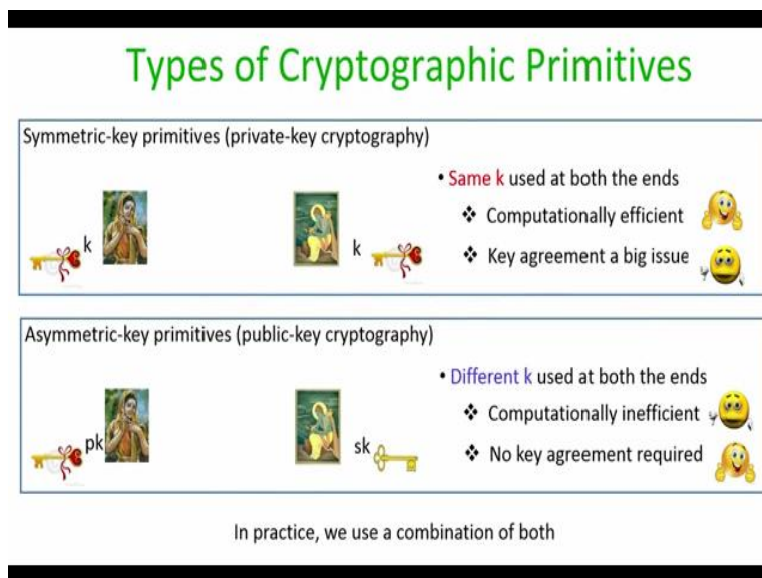 Types of Cryptographic Primitives
Symmetric-key primitives (private-key cryptography)
• Same k used at both the ends
❖ Computationally efficient
k
k
❖ Key agreement a big issue
Asymmetric-key primitives (public-key cryptography)
• Different k used at both the ends
❖ Computationally inefficient
pk
sk
❖ No key agreement required
In practice, we use a combination of both